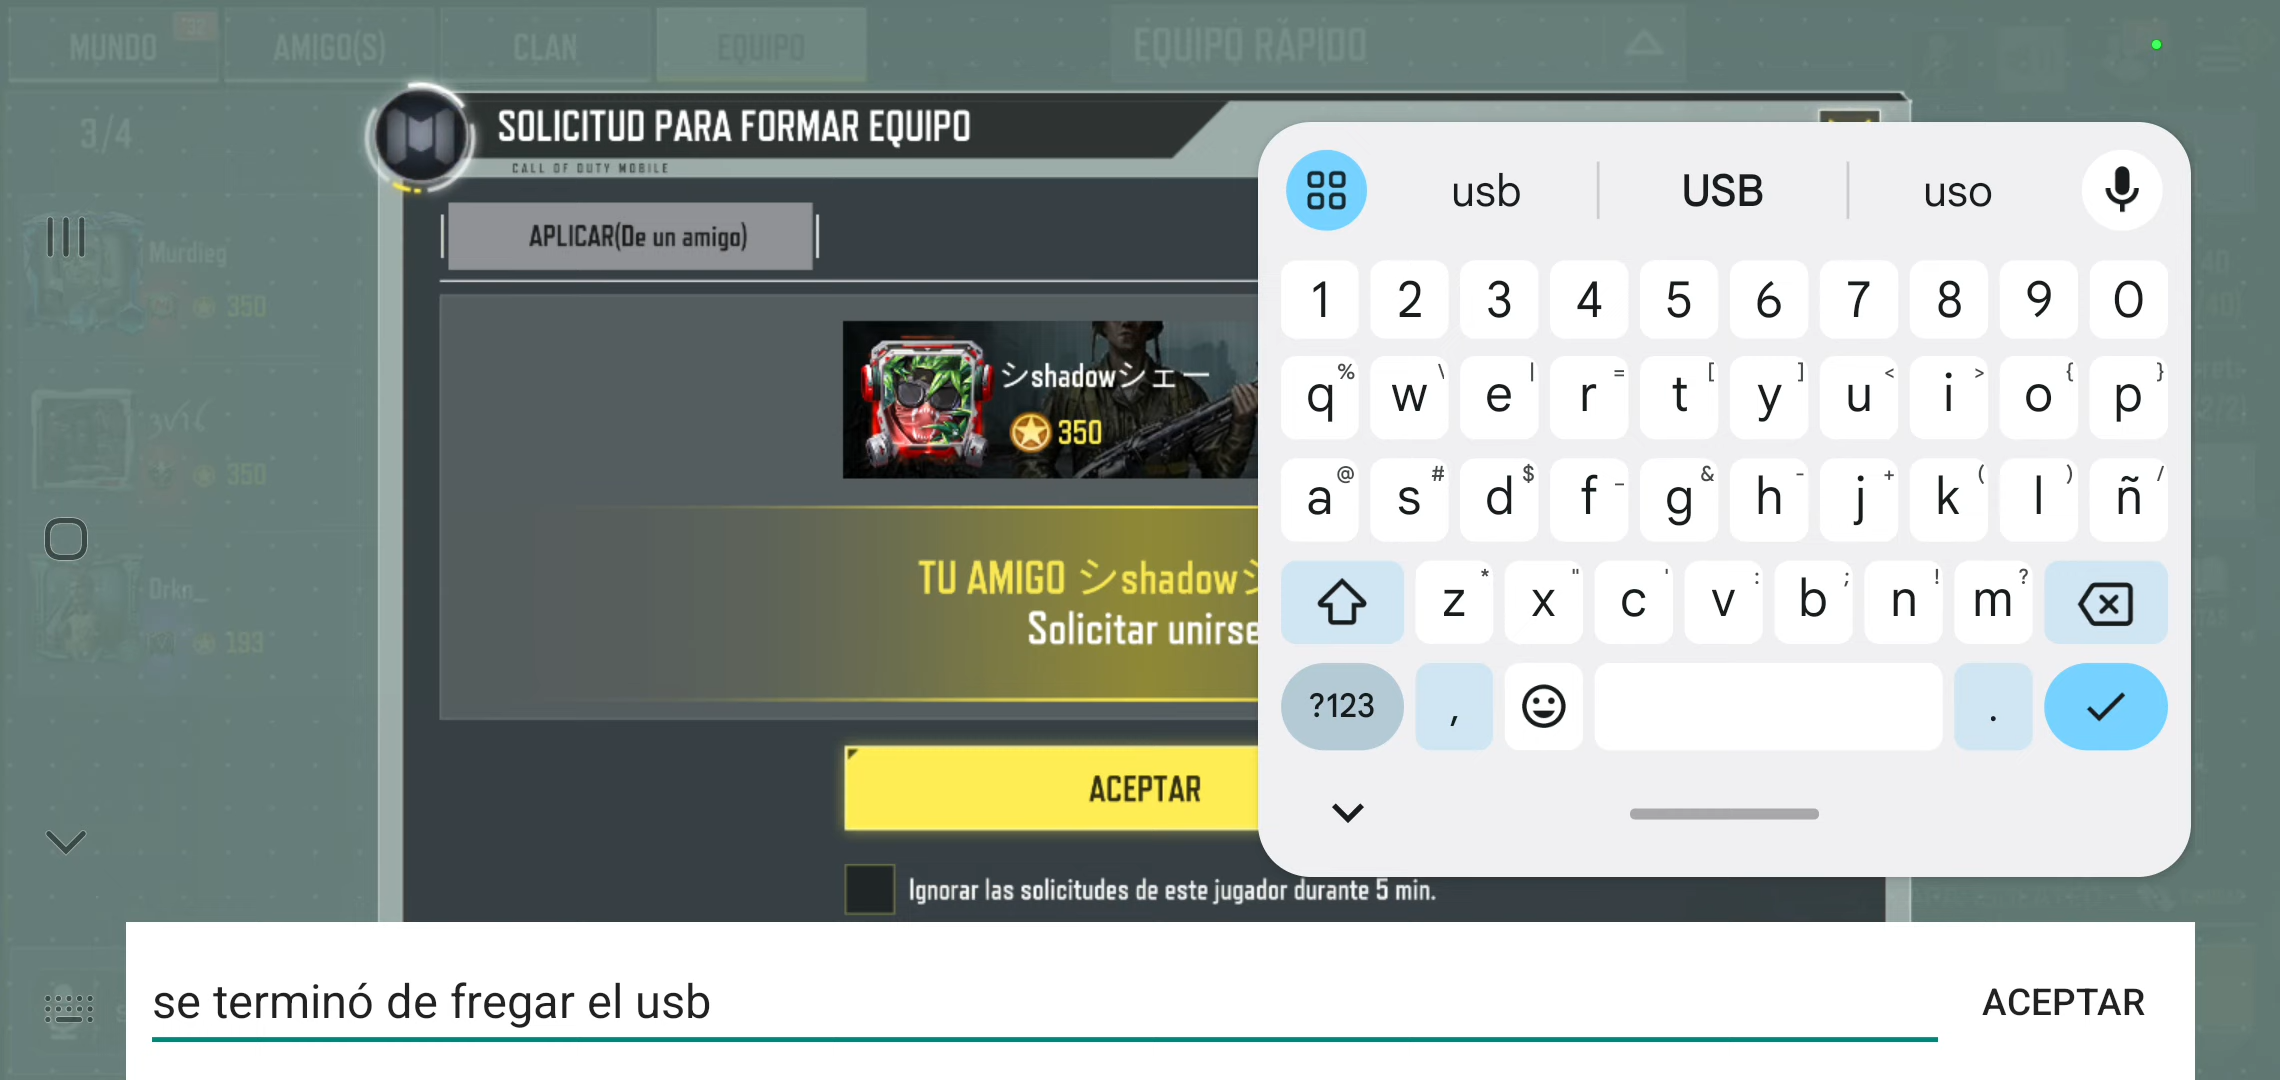 MUNDO
AMIGO(S)
CLAN
EQUIPO
EQUIPO RÁPIDO
3/4
SOLICITUD PARA FORMAR EQUIPO
CALL OF DUTY MOBILE
APLICAR(De un amigo)
Murdieg
350
350
Drkn_
193
シshadowシェー
350
TU AMIGO シshadow
Solicitar unirse
ACEPTAR
Ignorar las solicitudes de este jugador durante 5 min.
usb
USB
uso
1 2 3 4 5 6 7 8 9 0
q% w\ e| r= t[ y] u< i> o{ p}
a@ s# d$ f_ g& h- j+ k( l) ñ/
z* x" c' v: b; n! m?
?123 , .
se terminó de fregar el usb
ACEPTAR